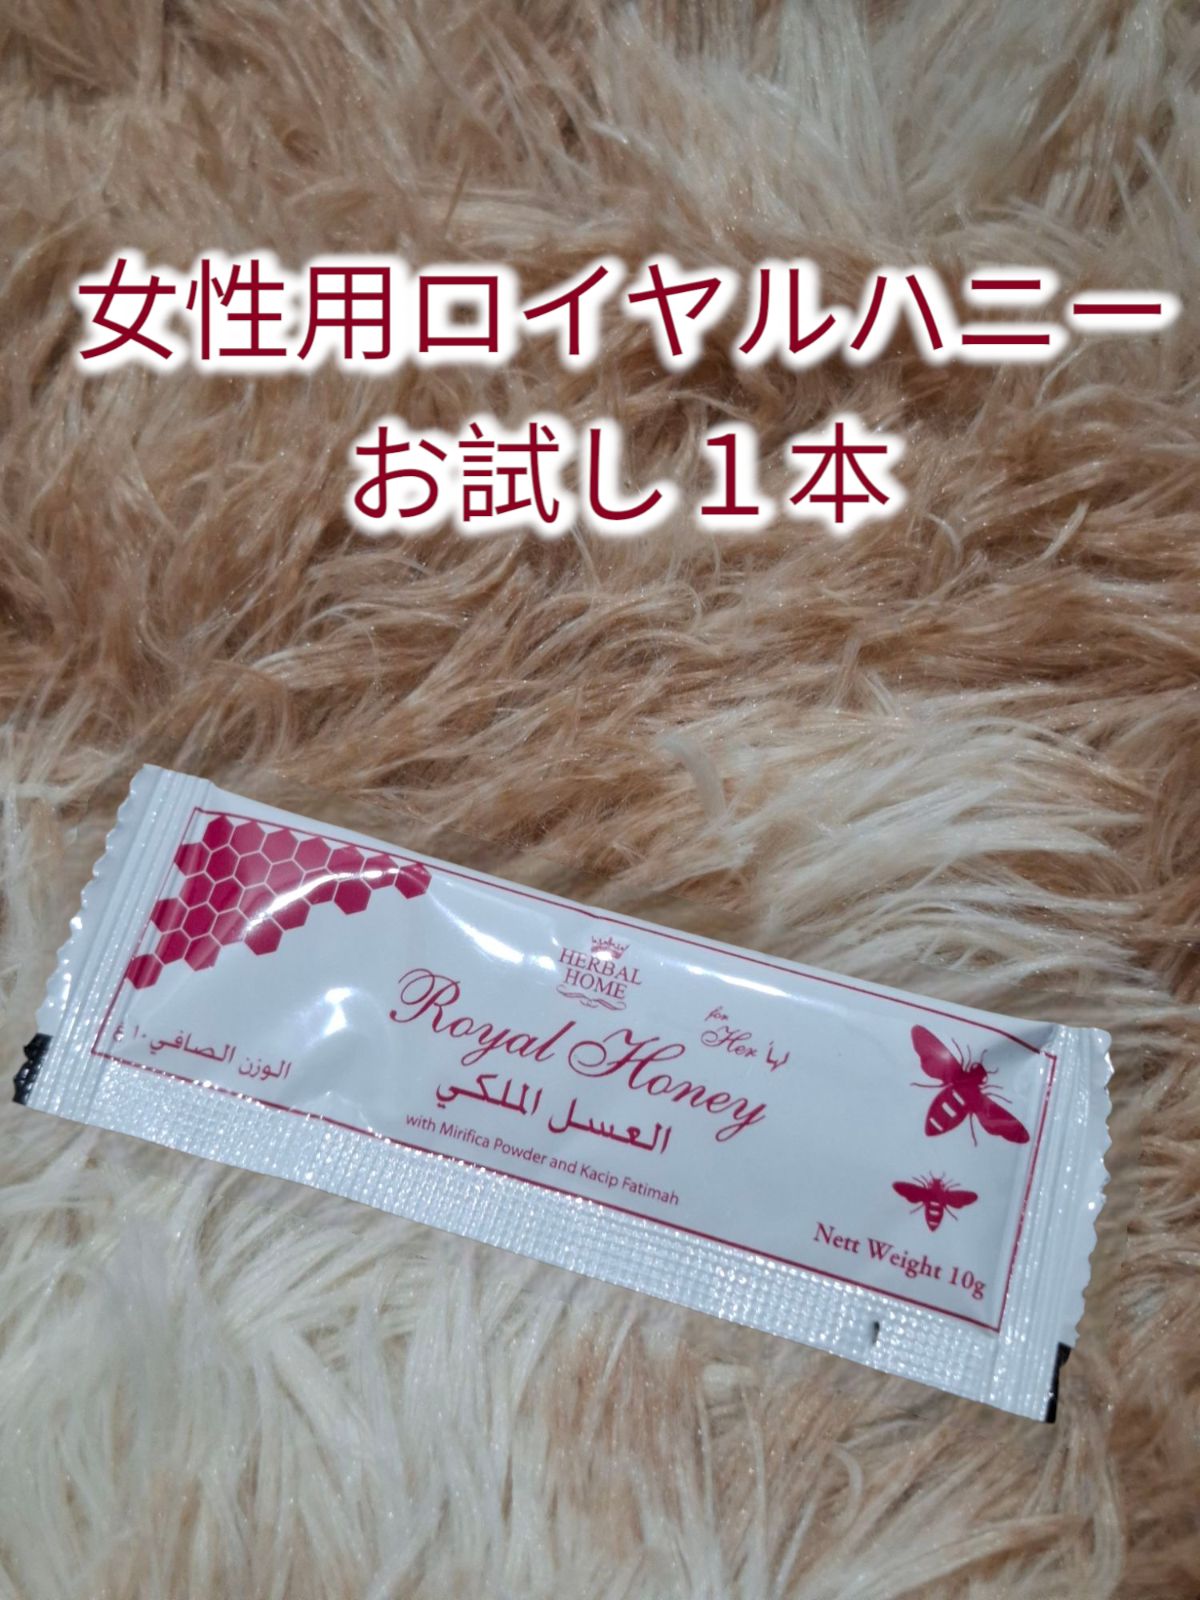 女性用ロイヤルハニー
お試し１本
HERBAL
HOME
for
Her لها
Royal Honey
العسل الملكي
with Mirifica Powder and Kacip Fatimah
الوزن الصافي ١٠ غ
Nett Weight 10g